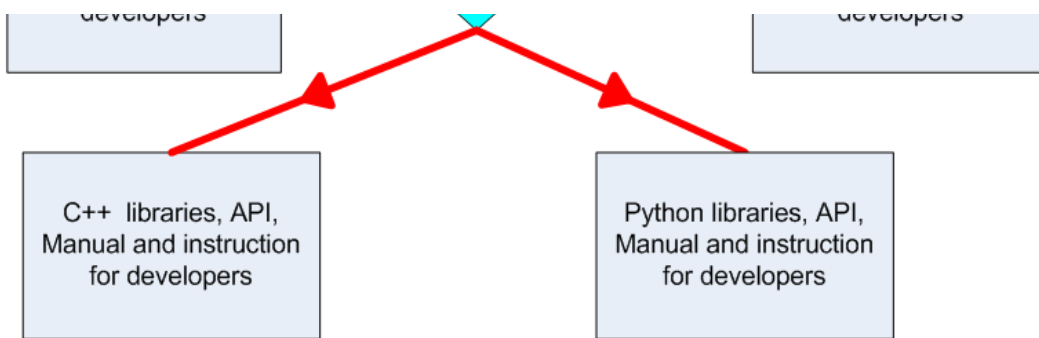 developers
developers
C++ libraries, API,
Manual and instruction
for developers
Python libraries, API,
Manual and instruction
for developers